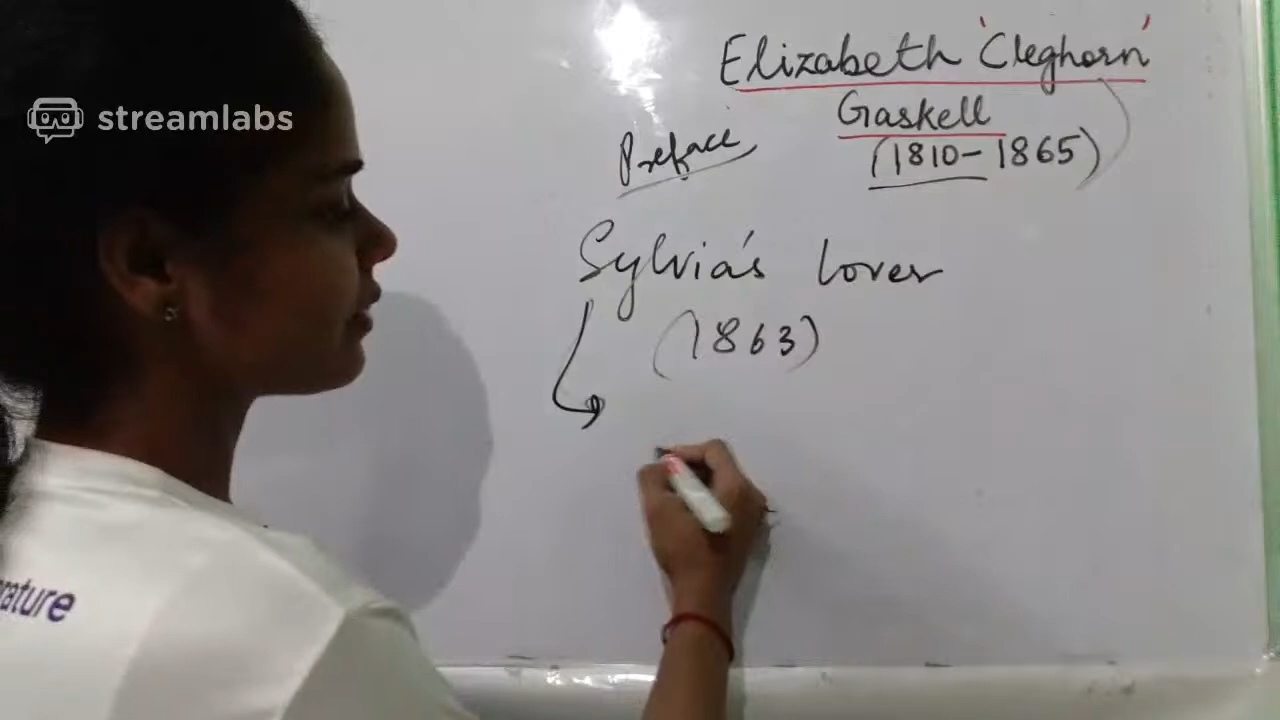 streamlabs
Elizabeth 'Cleghorn'
Gaskell
(1810-1865)
Preface
Sylvia's lover
(1863)
rature